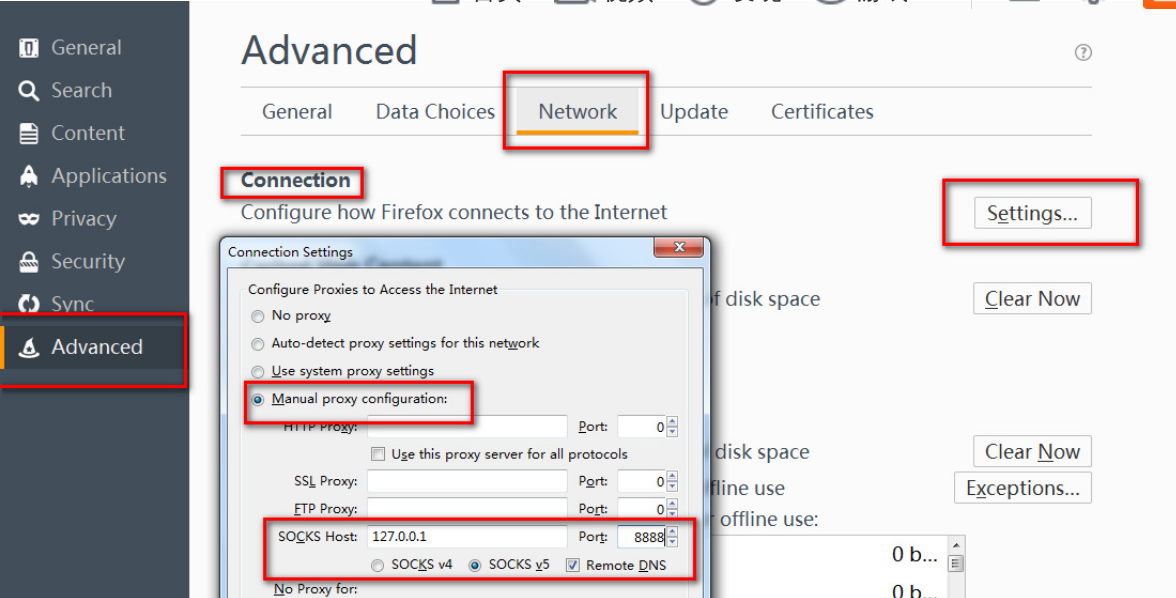 General
Search
Content
Applications
Privacy
Security
Sync
Advanced
Advanced
?
General Data Choices Network Update Certificates
Connection
Configure how Firefox connects to the Internet
Settings...
Connection Settings
x
Configure Proxies to Access the Internet
No proxy
Auto-detect proxy settings for this network
Use system proxy settings
Manual proxy configuration:
HTTP Proxy: Port: 0
Use this proxy server for all protocols
SSL Proxy: Port: 0
FTP Proxy: Port: 0
SOCKS Host: 127.0.0.1 Port: 8888
SOCKS v4 SOCKS v5 Remote DNS
No Proxy for:
of disk space
Clear Now
disk space
Clear Now
ffline use
Exceptions...
offline use:
0 b...
0 b...